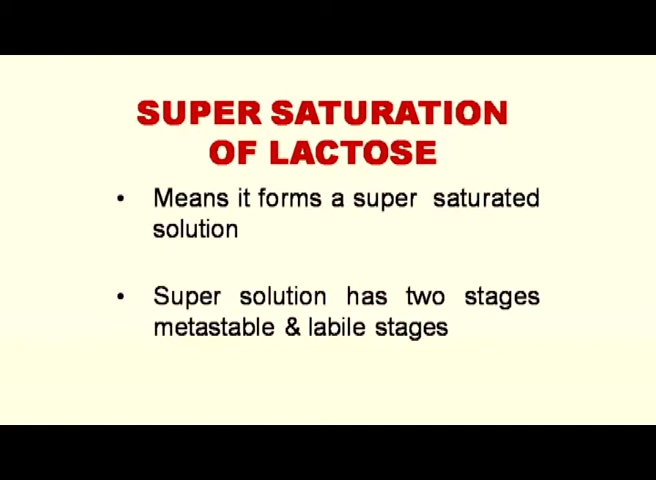 SUPER SATURATION
OF LACTOSE
• Means it forms a super saturated
solution
• Super solution has two stages
metastable & labile stages